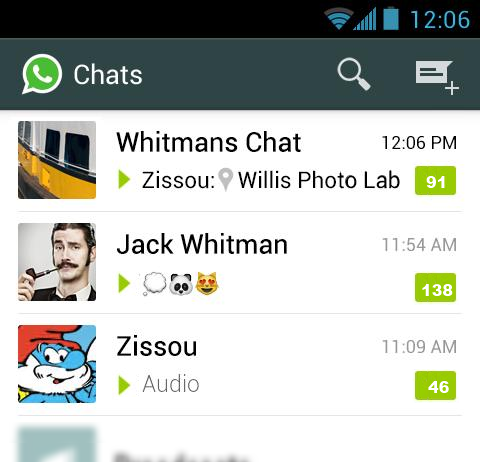 12:06
Chats
Whitmans Chat 12:06 PM
Zissou: Willis Photo Lab 91
Jack Whitman 11:54 AM
💭🐼😻 138
Zissou 11:09 AM
Audio 46